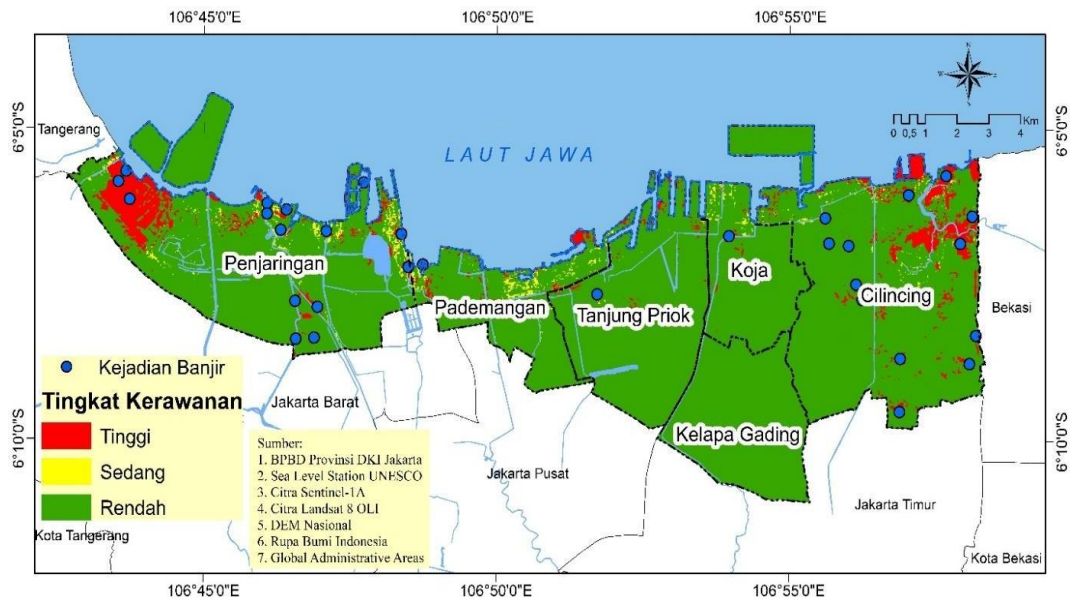 106°45'0"E 106°50'0"E 106°55'0"E
N
0 0,5 1 2 3 4 Km
6°5'0"S
6°5'0"S
Tangerang
LAUT JAWA
Penjaringan
Pademangan
Tanjung Priok
Koja
Cilincing
Bekasi
Kelapa Gading
Kejadian Banjir
Tingkat Kerawanan
Tinggi
Sedang
Rendah
Jakarta Barat
Sumber:
1. BPBD Provinsi DKI Jakarta
2. Sea Level Station UNESCO
3. Citra Sentinel-1A
4. Citra Landsat 8 OLI
5. DEM Nasional
6. Rupa Bumi Indonesia
7. Global Administrative Areas
Jakarta Pusat
Jakarta Timur
6°10'0"S
6°10'0"S
Kota Tangerang
Kota Bekasi
106°45'0"E 106°50'0"E 106°55'0"E